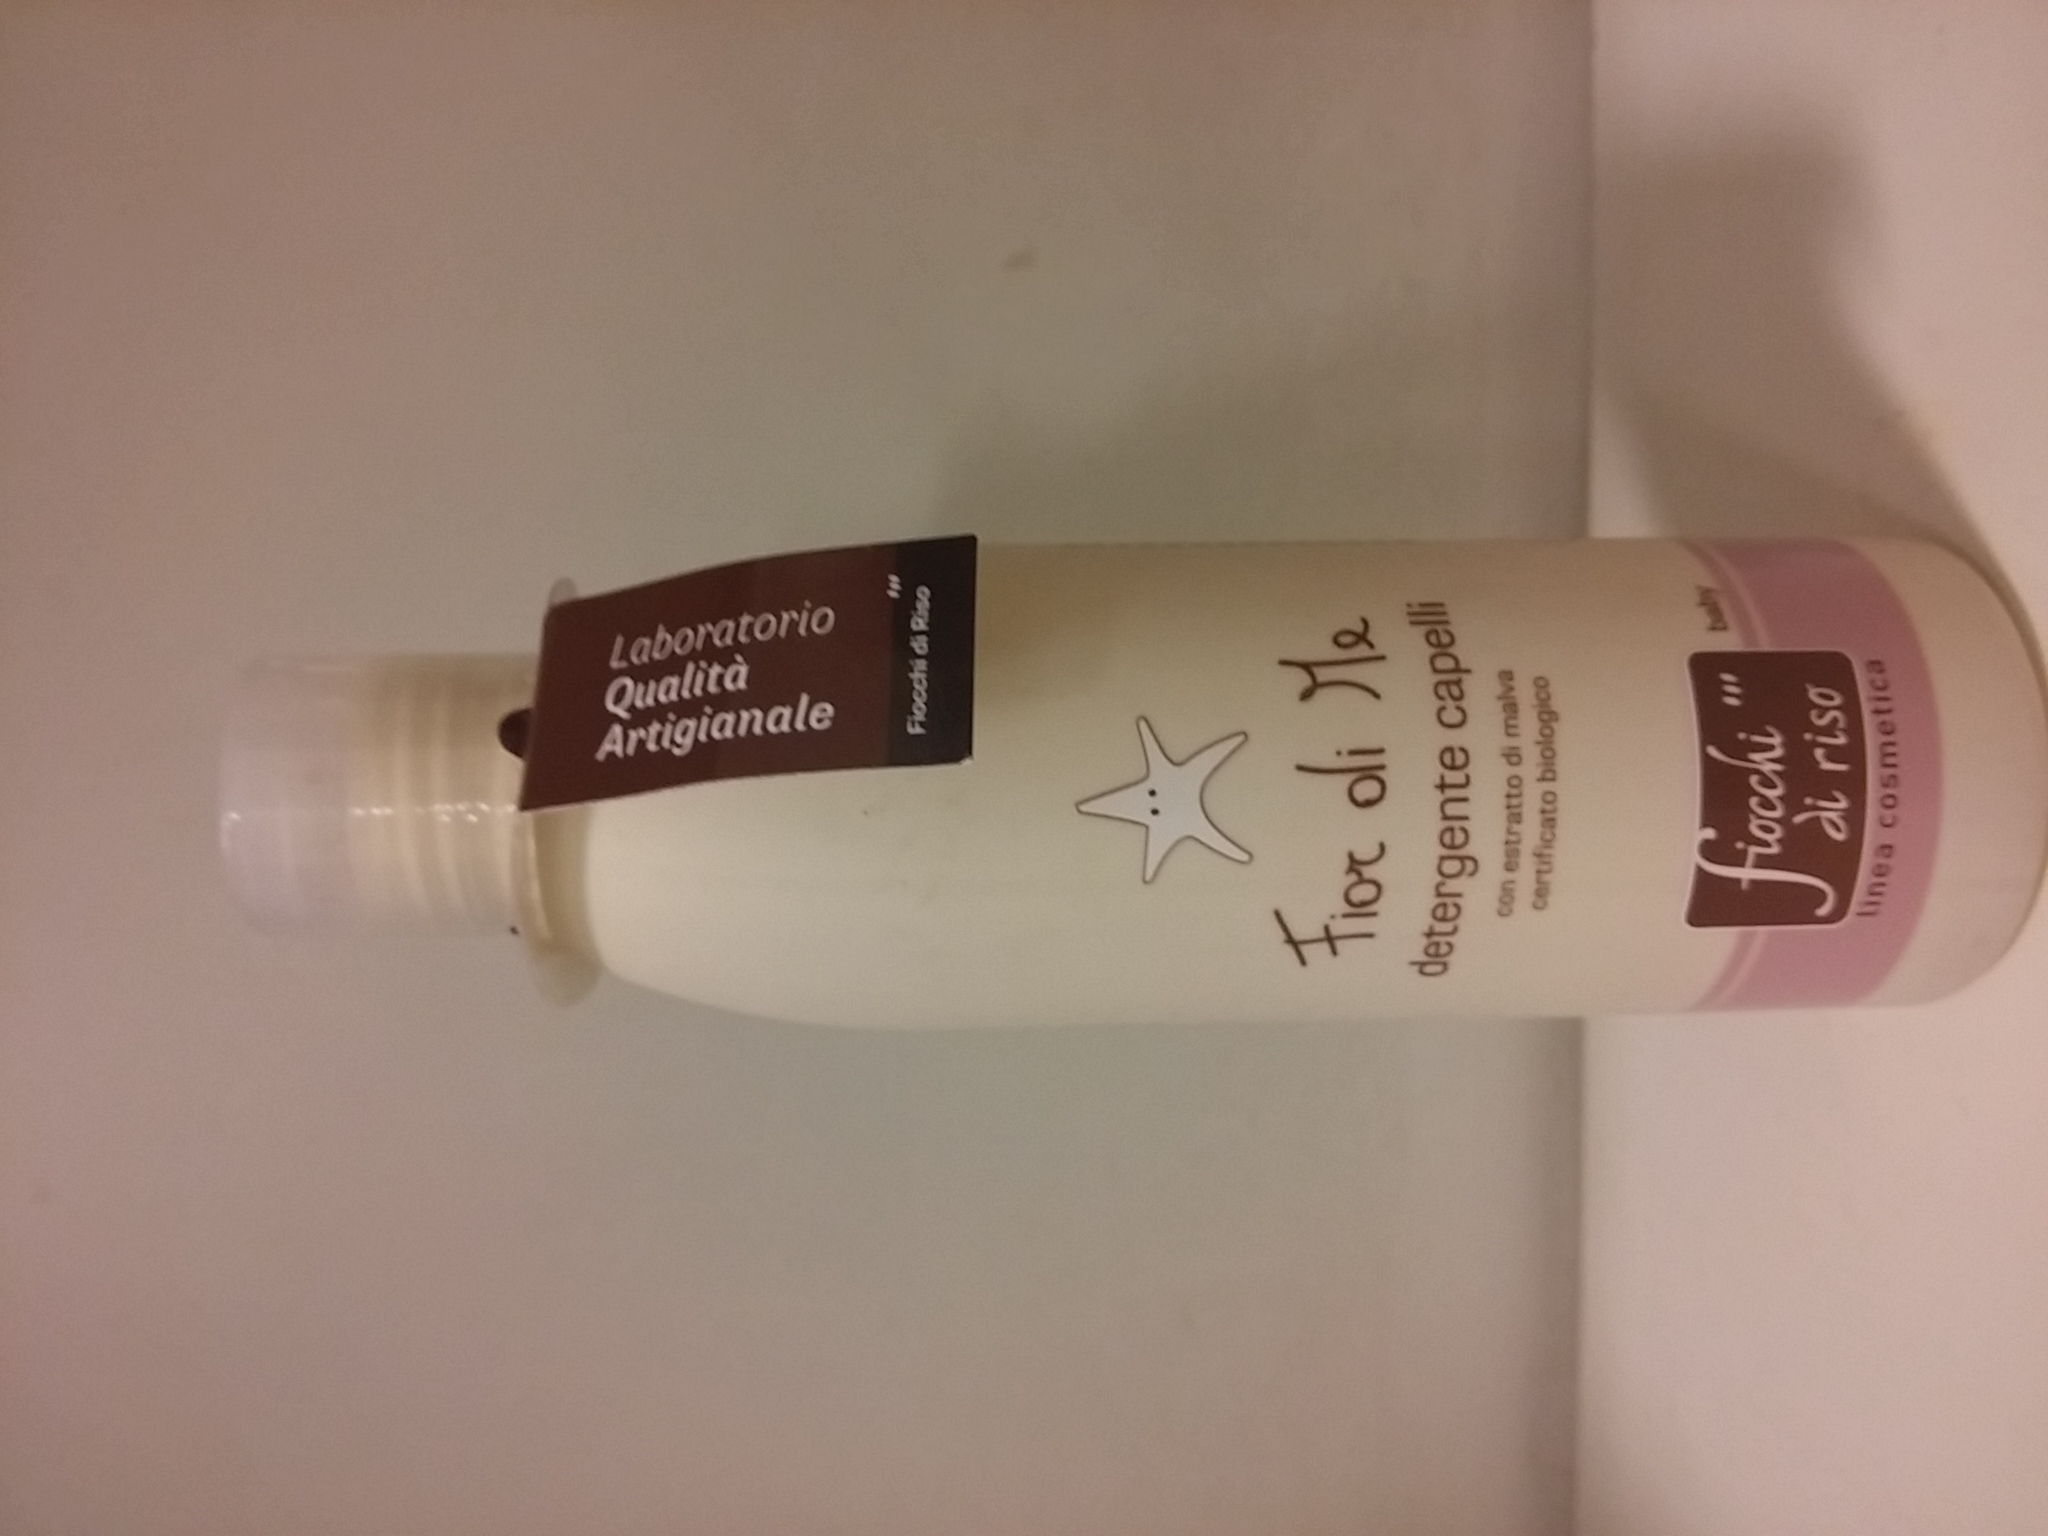 Laboratorio
Qualità
Artigianale
Fiocchi di Riso
Fior di Me
detergente capelli
con estratto di malva
certificato biologico
baby
fiocchi
di riso
linea cosmetica